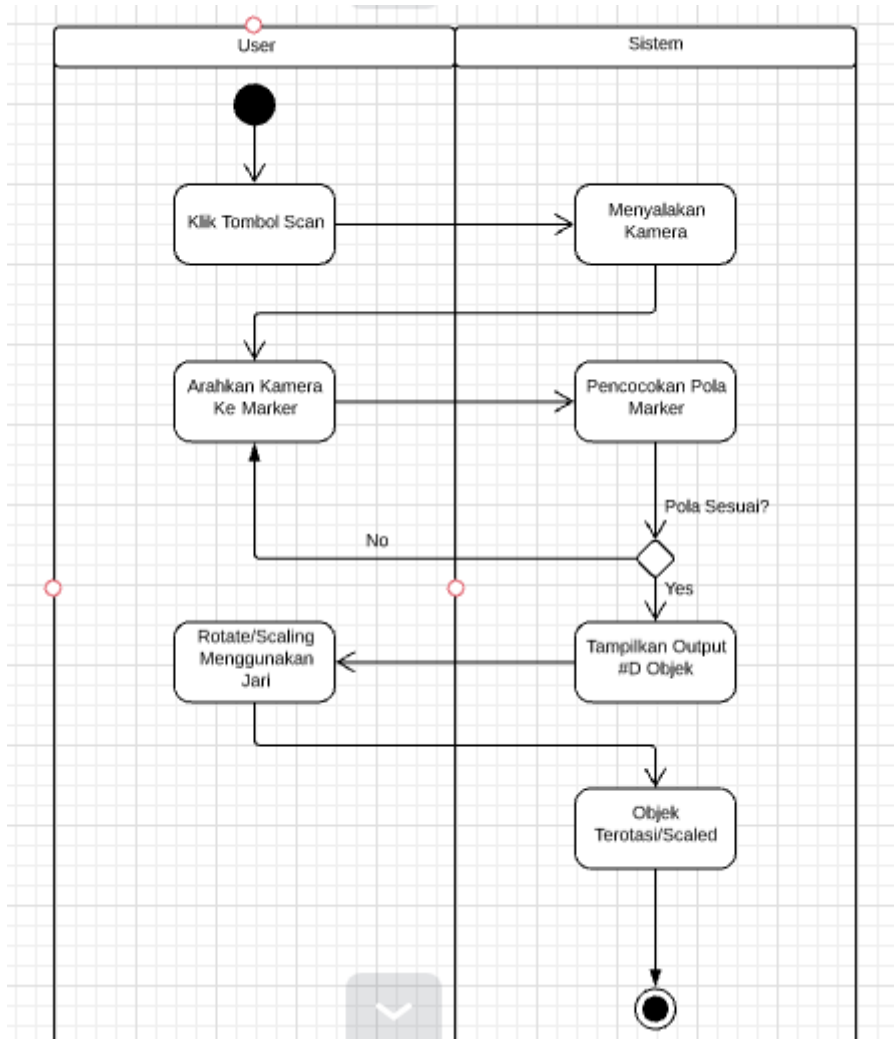 User
Sistem
Klik Tombol Scan
Menyalakan
Kamera
Arahkan Kamera
Ke Marker
Pencocokan Pola
Marker
Pola Sesuai?
No
Yes
Rotate/Scaling
Menggunakan
Jari
Tampilkan Output
#D Objek
Objek
Terotasi/Scaled